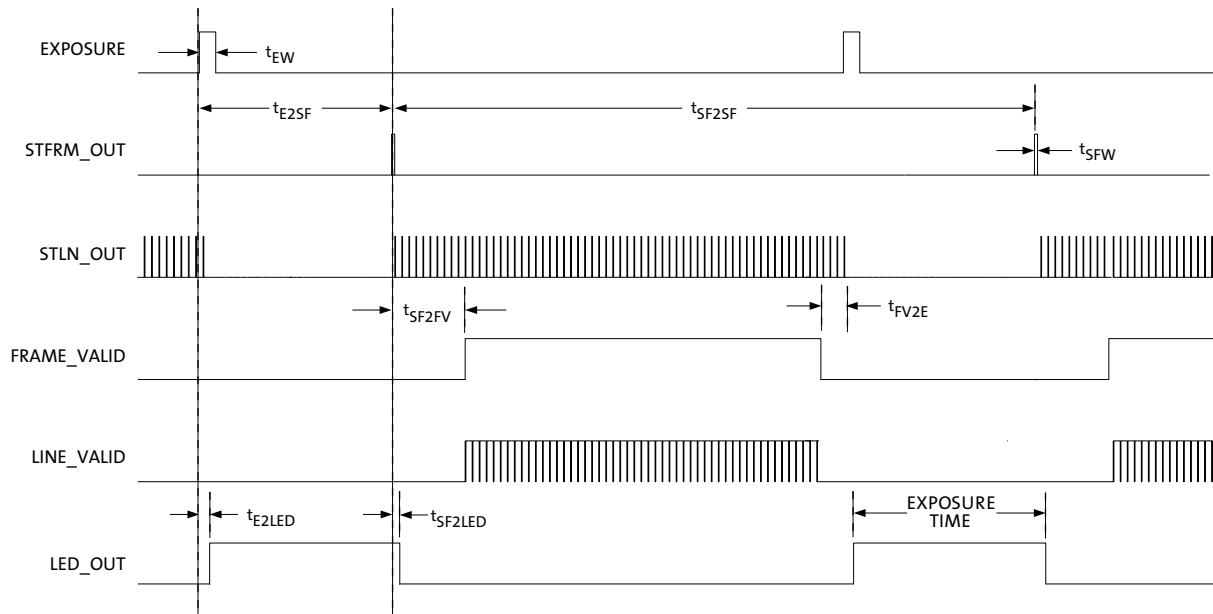 EXPOSURE
tEW
tE2SF
tSF2SF
STFRM_OUT
tSFW
STLN_OUT
tSF2FV
tFV2E
FRAME_VALID
LINE_VALID
tE2LED
tSF2LED
EXPOSURE
TIME
LED_OUT